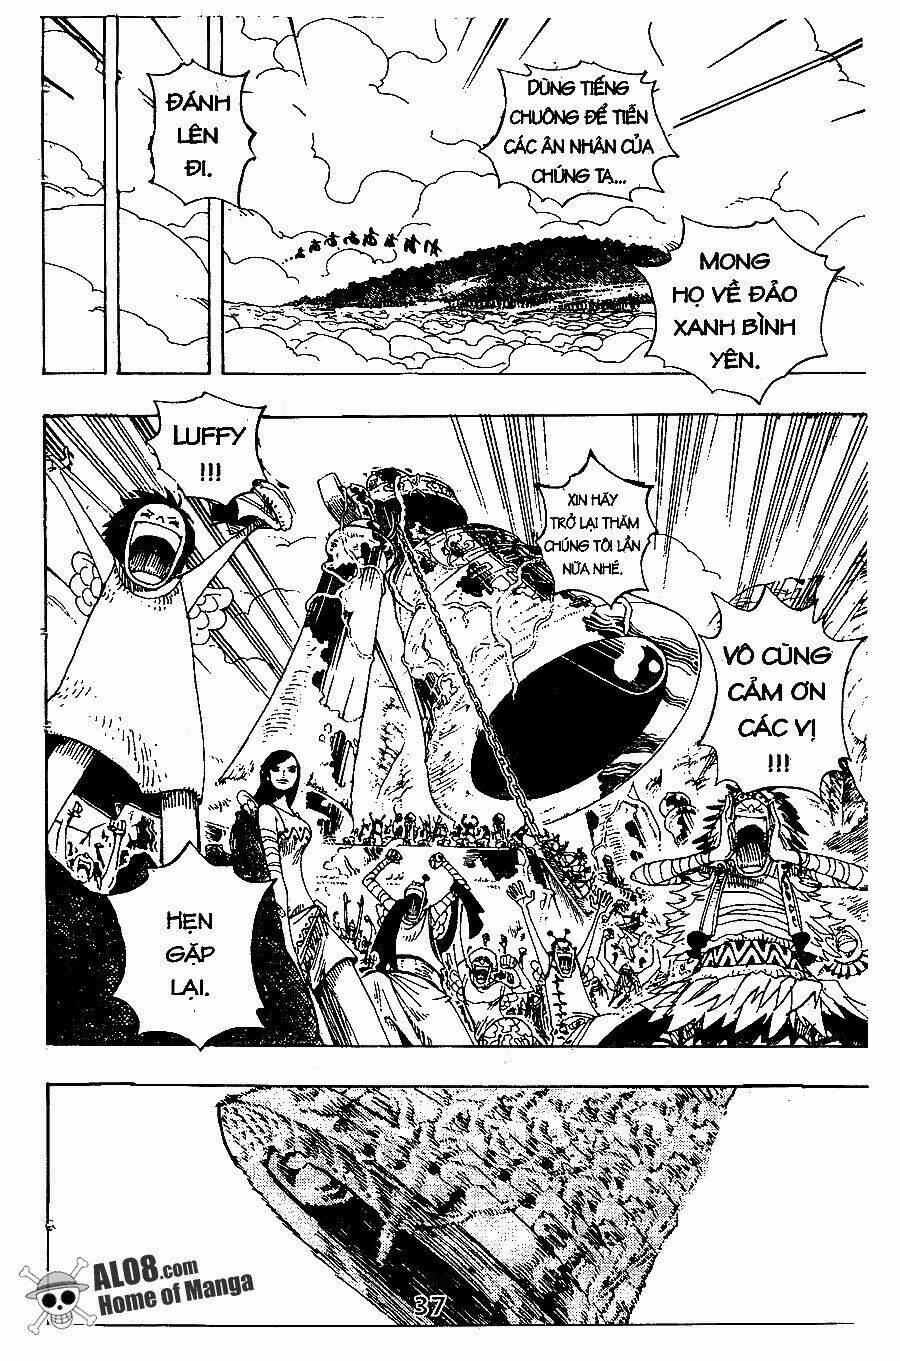 DÙNG TIẾNG
CHUÔNG ĐỂ TIỄN
CÁC ÂN NHÂN CỦA
CHÚNG TA...
ĐÁNH
LÊN
ĐI.
MONG
HỌ VỀ ĐẢO
XANH BÌNH
YÊN.
LUFFY
!!!
XIN HÃY
TRỞ LẠI THĂM
CHÚNG TÔI LẦN
NỮA NHÉ.
VÔ CÙNG
CẢM ƠN
CÁC VỊ
!!!
HẸN
GẶP
LẠI.
AL08.com
Home of Manga
37